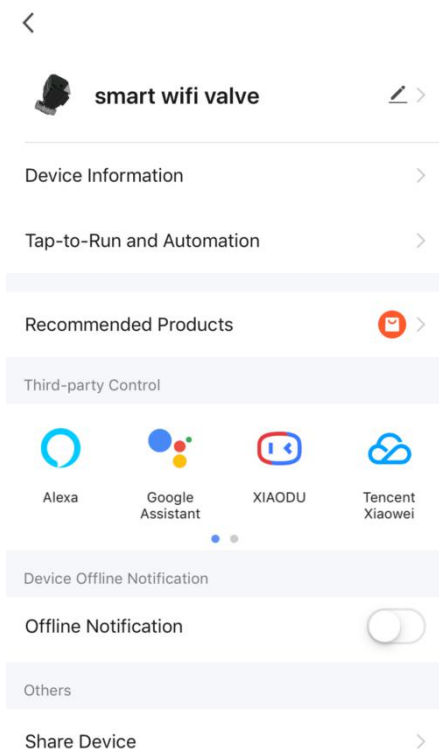 smart wifi valve
Device Information
Tap-to-Run and Automation
Recommended Products
Third-party Control
Alexa
Google
Assistant
XIAODU
Tencent
Xiaowei
Device Offline Notification
Offline Notification
Others
Share Device